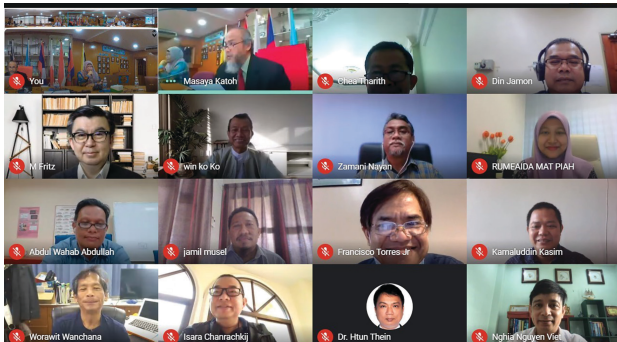 You
Masaya Katoh
Chea Tharith
Din Jamon
M Fritz
win ko Ko
Zamani Nayan
RUMEAIDA MAT PIAH
Abdul Wahab Abdullah
jamil musel
Francisco Torres Jr
Kamaluddin Kasim
Worawit Wanchana
Isara Chanrachkij
Dr. Htun Thein
Nghia Nguyen Viet